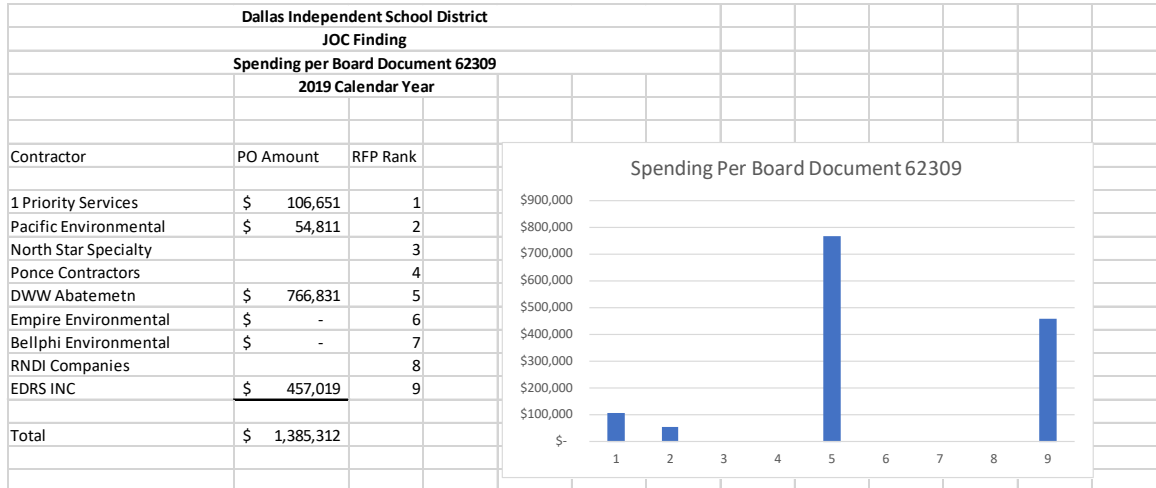 Dallas Independent School District
JOC Finding
Spending per Board Document 62309
2019 Calendar Year
Contractor PO Amount RFP Rank
1 Priority Services $ 106,651 1
Pacific Environmental $ 54,811 2
North Star Specialty 3
Ponce Contractors 4
DWW Abatemetn $ 766,831 5
Empire Environmental $ - 6
Bellphi Environmental $ - 7
RNDI Companies 8
EDRS INC $ 457,019 9
Total $ 1,385,312
Spending Per Board Document 62309
$900,000
$800,000
$700,000
$600,000
$500,000
$400,000
$300,000
$200,000
$100,000
$-
1 2 3 4 5 6 7 8 9